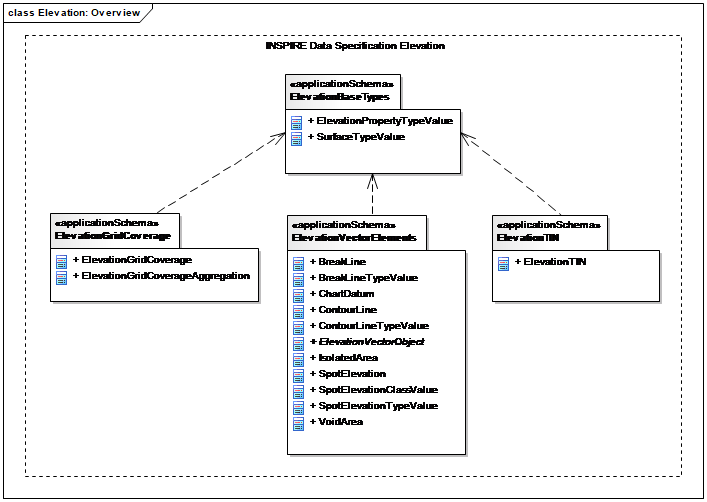 class Elevation: Overview
INSPIRE Data Specification Elevation
«applicationSchema»
ElevationBaseTypes
+ ElevationPropertyTypeValue
+ SurfaceTypeValue
«applicationSchema»
ElevationGridCoverage
+ ElevationGridCoverage
+ ElevationGridCoverageAggregation
«applicationSchema»
ElevationVectorElements
+ BreakLine
+ BreakLineTypeValue
+ ChartDatum
+ ContourLine
+ ContourLineTypeValue
+ ElevationVectorObject
+ IsolatedArea
+ SpotElevation
+ SpotElevationClassValue
+ SpotElevationTypeValue
+ VoidArea
«applicationSchema»
ElevationTIN
+ ElevationTIN